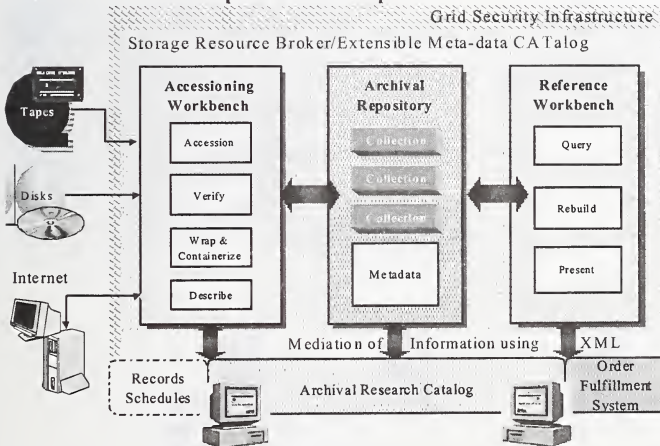 Grid Security Infrastructure
Storage Resource Broker/Extensible Meta-data CATalog
Tapes
Disks
Internet
Accessioning
Workbench
Accession
Verify
Wrap &
Containerize
Describe
Archival
Repository
Collection
Collection
Collection
Metadata
Reference
Workbench
Query
Rebuild
Present
Mediation of Information using XML
Records
Schedules
Archival Research Catalog
Order
Fulfillment
System